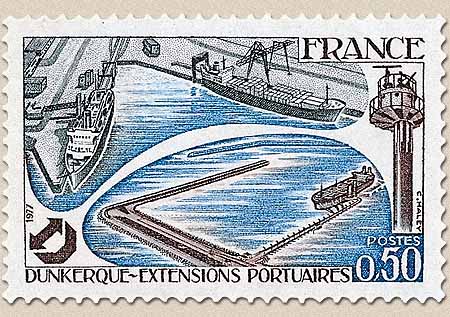 FRANCE
C. HALEY
1977
POSTES
DUNKERQUE~EXTENSIONS PORTUAIRES
0,50